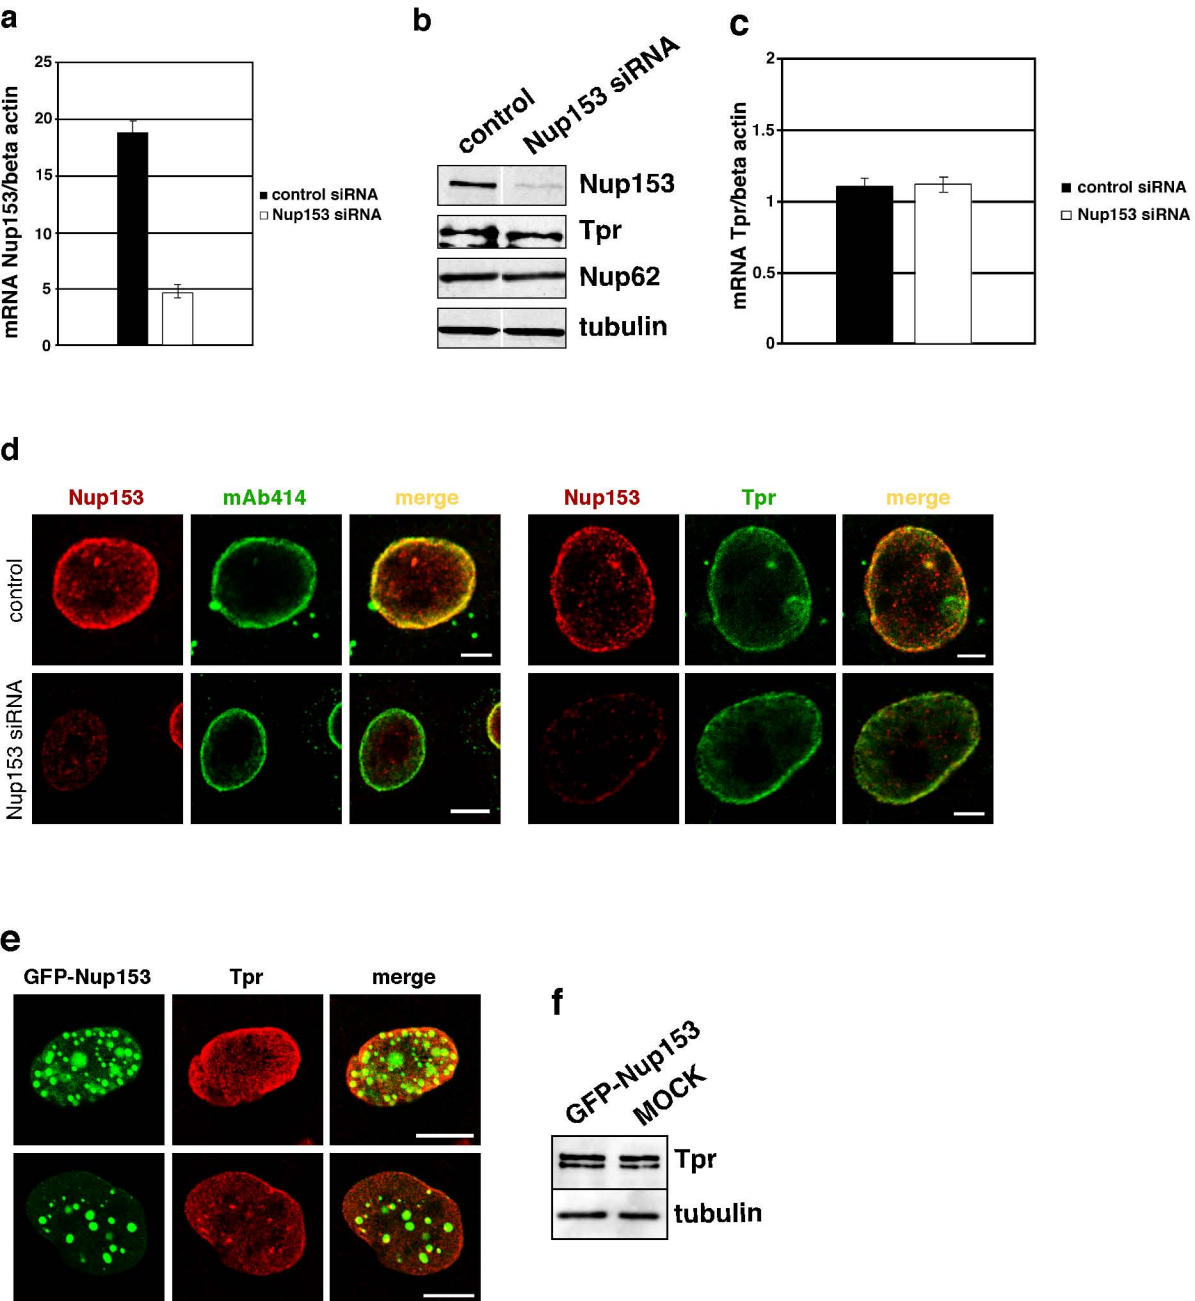 a
25
20
15
10
5
0
mRNA Nup153/beta actin
control siRNA
Nup153 siRNA
b
control
Nup153 siRNA
Nup153
Tpr
Nup62
tubulin
c
2
1.5
1
0.5
0
mRNA Tpr/beta actin
control siRNA
Nup153 siRNA
d
Nup153 mAb414 merge Nup153 Tpr merge
control
Nup153 siRNA
e
GFP-Nup153 Tpr merge
f
GFP-Nup153
MOCK
Tpr
tubulin